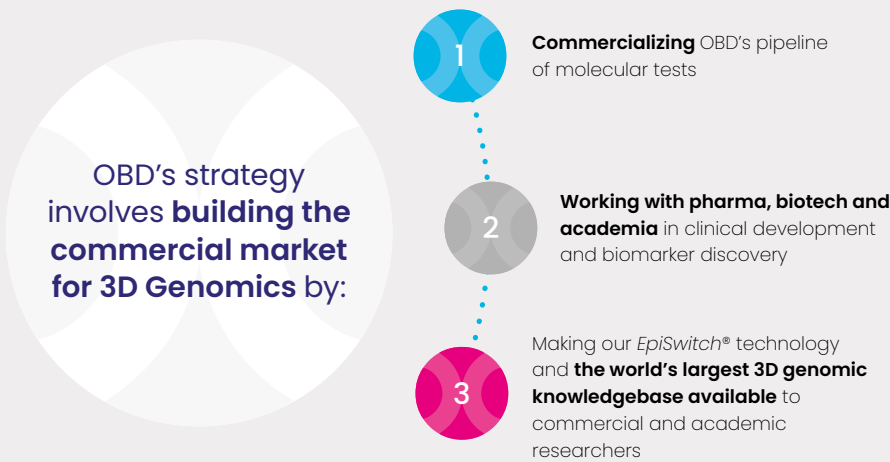 OBD's strategy
involves building the
commercial market
for 3D Genomics by:
1
Commercializing OBD's pipeline
of molecular tests
2
Working with pharma, biotech and
academia in clinical development
and biomarker discovery
3
Making our EpiSwitch® technology
and the world's largest 3D genomic
knowledgebase available to
commercial and academic
researchers